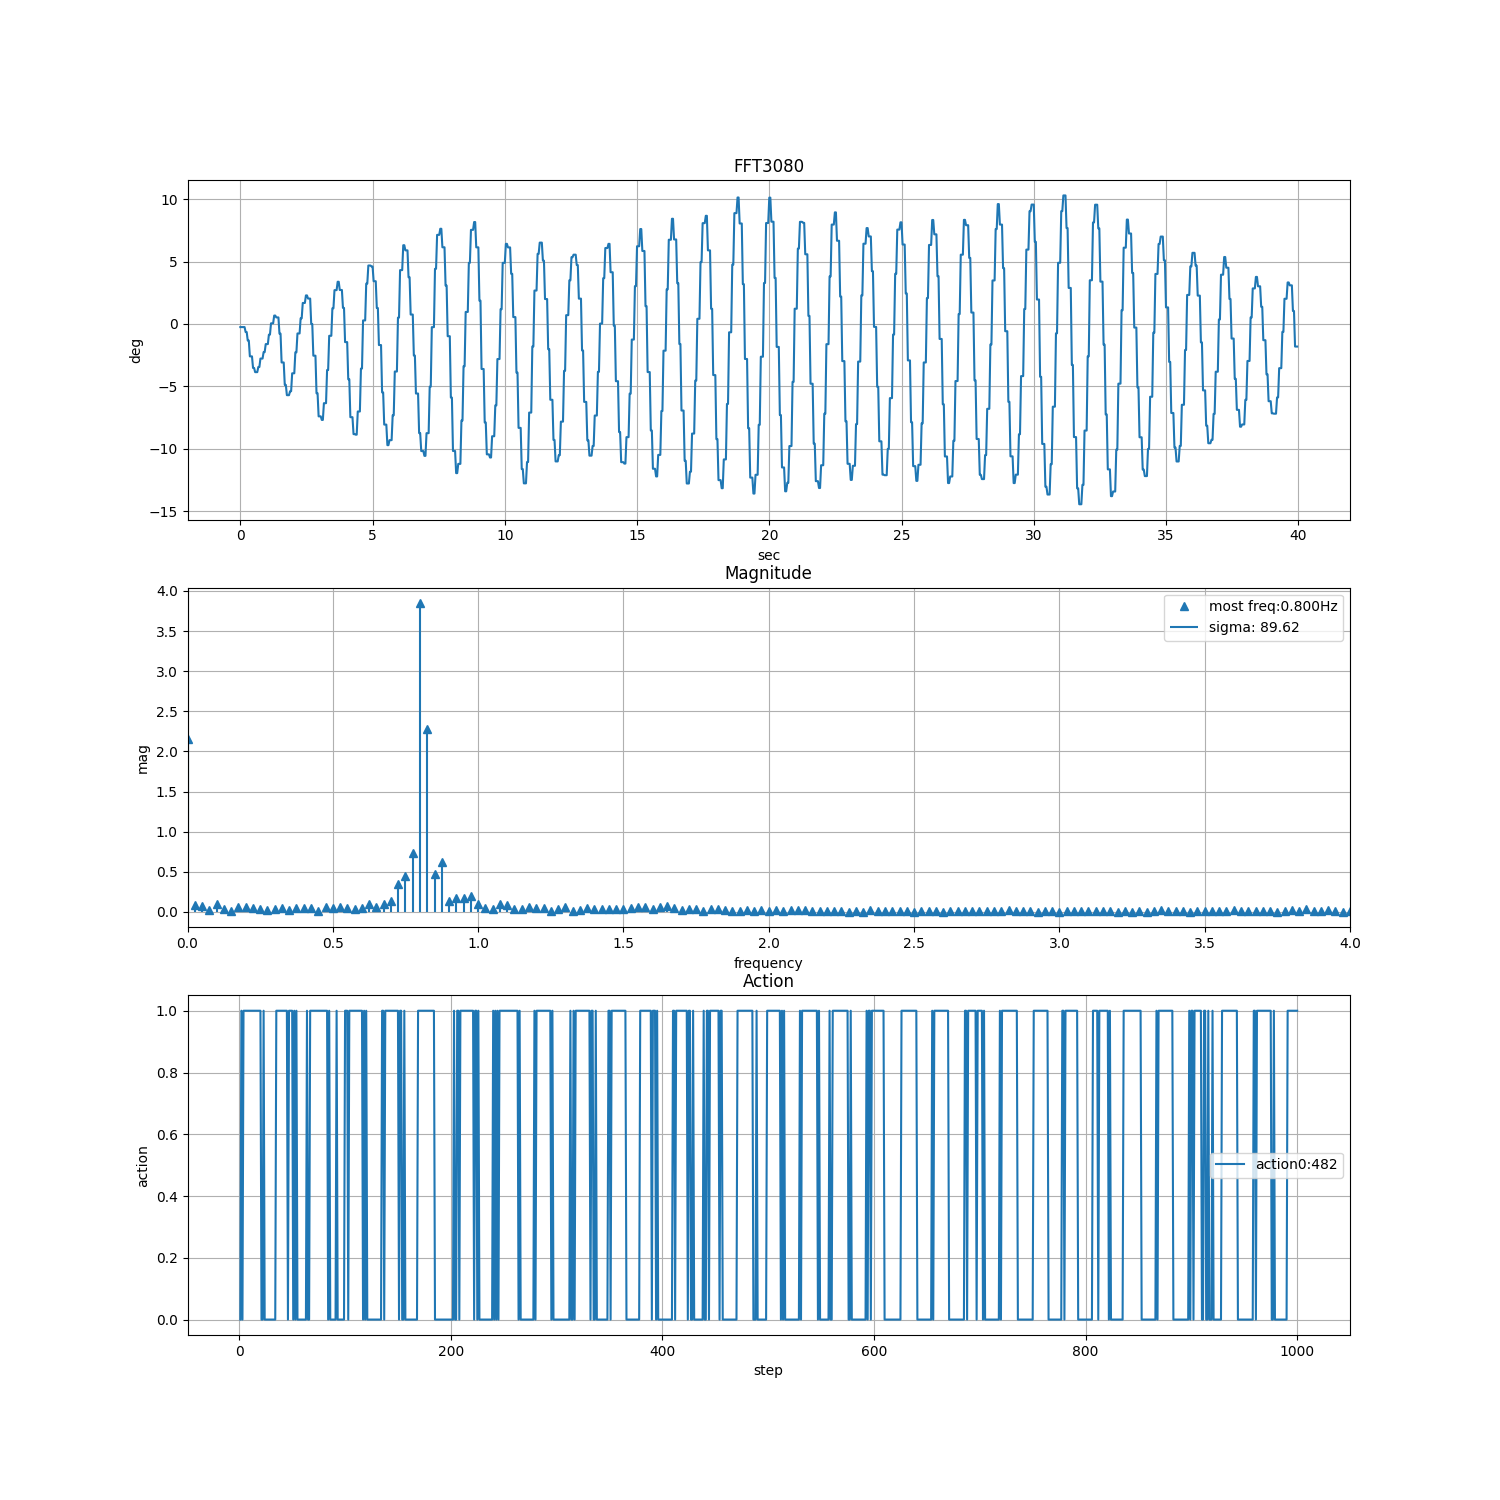 FFT3080
10
5
0
−5
−10
−15
deg
0 5 10 15 20 25 30 35 40
sec
Magnitude
4.0
3.5
3.0
2.5
2.0
1.5
1.0
0.5
0.0
mag
most freq:0.800Hz
sigma: 89.62
0.0 0.5 1.0 1.5 2.0 2.5 3.0 3.5 4.0
frequency
Action
1.0
0.8
0.6
0.4
0.2
0.0
action
action0:482
0 200 400 600 800 1000
step